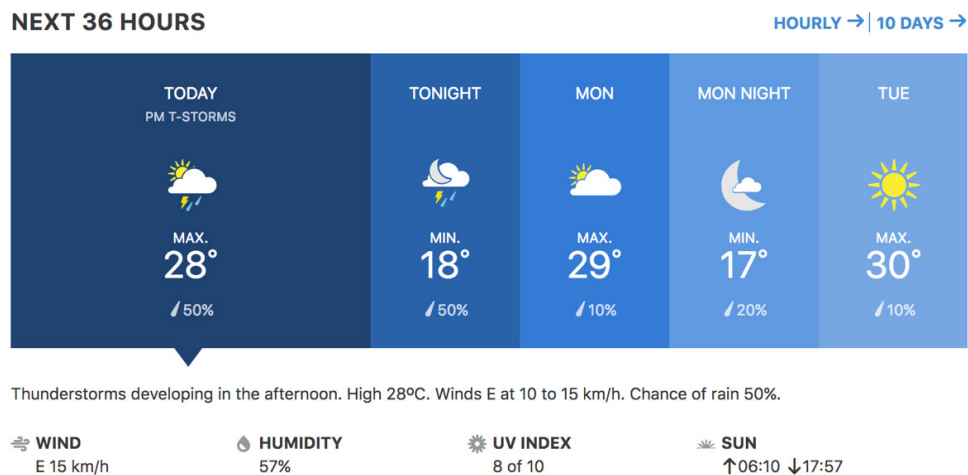 NEXT 36 HOURS
HOURLY → | 10 DAYS →
TODAY
PM T-STORMS
MAX.
28°
50%
TONIGHT
MIN.
18°
50%
MON
MAX.
29°
10%
MON NIGHT
MIN.
17°
20%
TUE
MAX.
30°
10%
Thunderstorms developing in the afternoon. High 28ºC. Winds E at 10 to 15 km/h. Chance of rain 50%.
WIND
E 15 km/h
HUMIDITY
57%
UV INDEX
8 of 10
SUN
↑06:10 ↓17:57